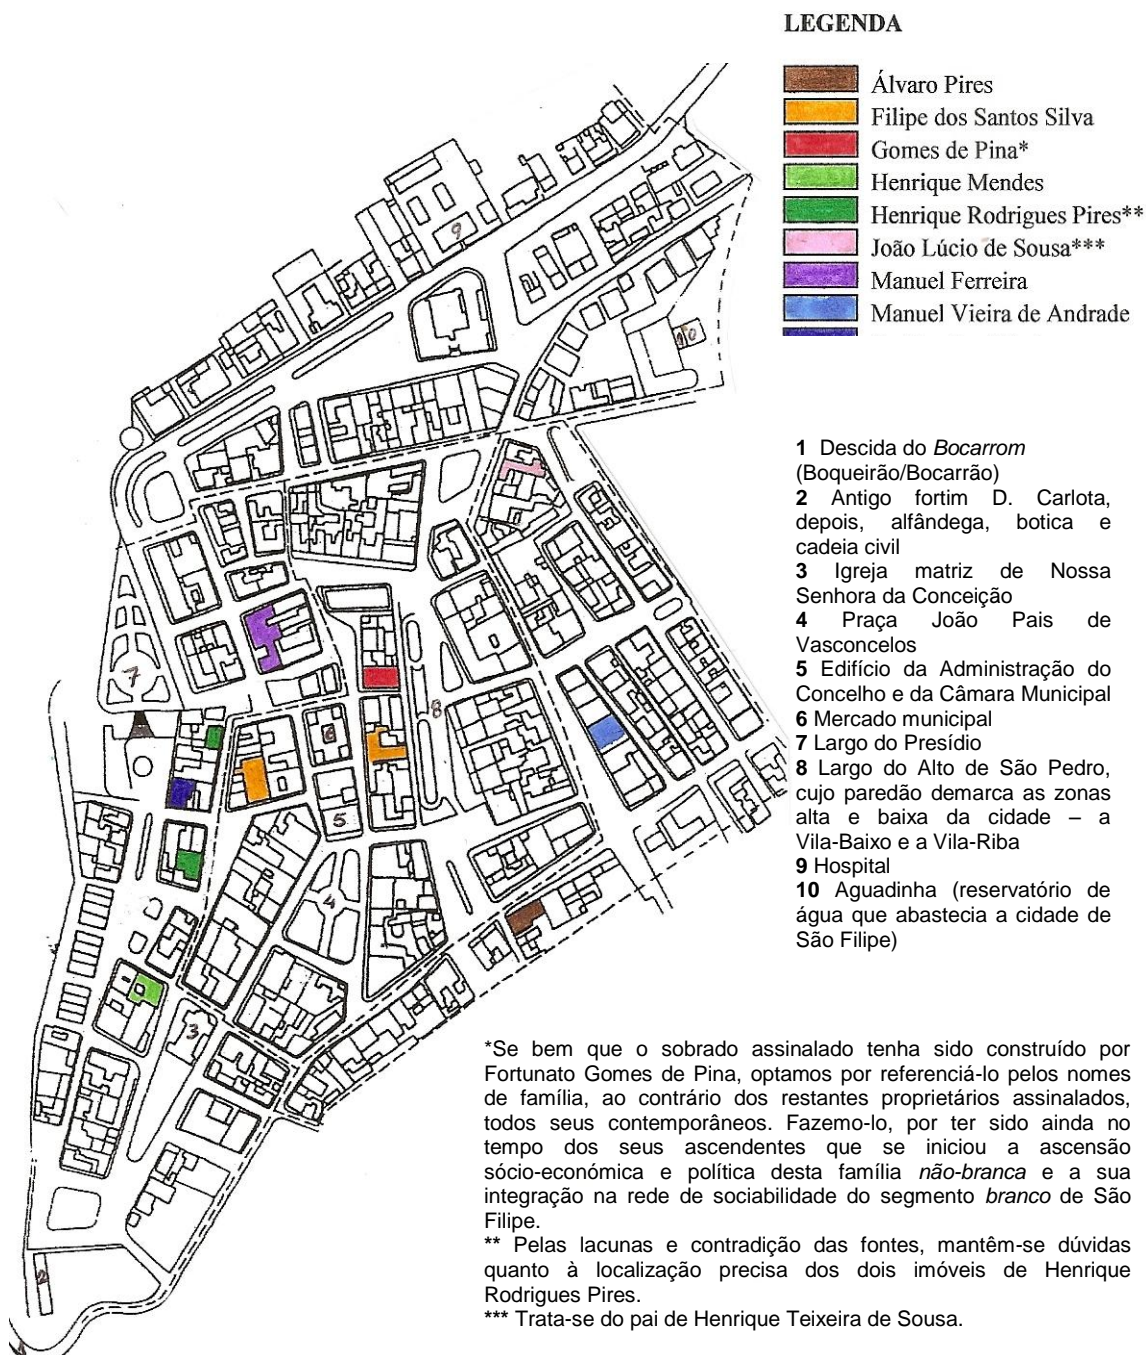 LEGENDA
Álvaro Pires
Filipe dos Santos Silva
Gomes de Pina*
Henrique Mendes
Henrique Rodrigues Pires**
João Lúcio de Sousa***
Manuel Ferreira
Manuel Vieira de Andrade
9
10
7
8
6
5
4
3
2
1 Descida do Bocarrom
(Boqueirão/Bocarrão)
2 Antigo fortim D. Carlota,
depois, alfândega, botica e
cadeia civil
3 Igreja matriz de Nossa
Senhora da Conceição
4 Praça João Pais de
Vasconcelos
5 Edifício da Administração do
Concelho e da Câmara Municipal
6 Mercado municipal
7 Largo do Presídio
8 Largo do Alto de São Pedro,
cujo paredão demarca as zonas
alta e baixa da cidade – a
Vila-Baixo e a Vila-Riba
9 Hospital
10 Aguadinha (reservatório de
água que abastecia a cidade de
São Filipe)
*Se bem que o sobrado assinalado tenha sido construído por
Fortunato Gomes de Pina, optamos por referenciá-lo pelos nomes
de família, ao contrário dos restantes proprietários assinalados,
todos seus contemporâneos. Fazemo-lo, por ter sido ainda no
tempo dos seus ascendentes que se iniciou a ascensão
sócio-económica e política desta família não-branca e a sua
integração na rede de sociabilidade do segmento branco de São
Filipe.
** Pelas lacunas e contradição das fontes, mantêm-se dúvidas
quanto à localização precisa dos dois imóveis de Henrique
Rodrigues Pires.
*** Trata-se do pai de Henrique Teixeira de Sousa.